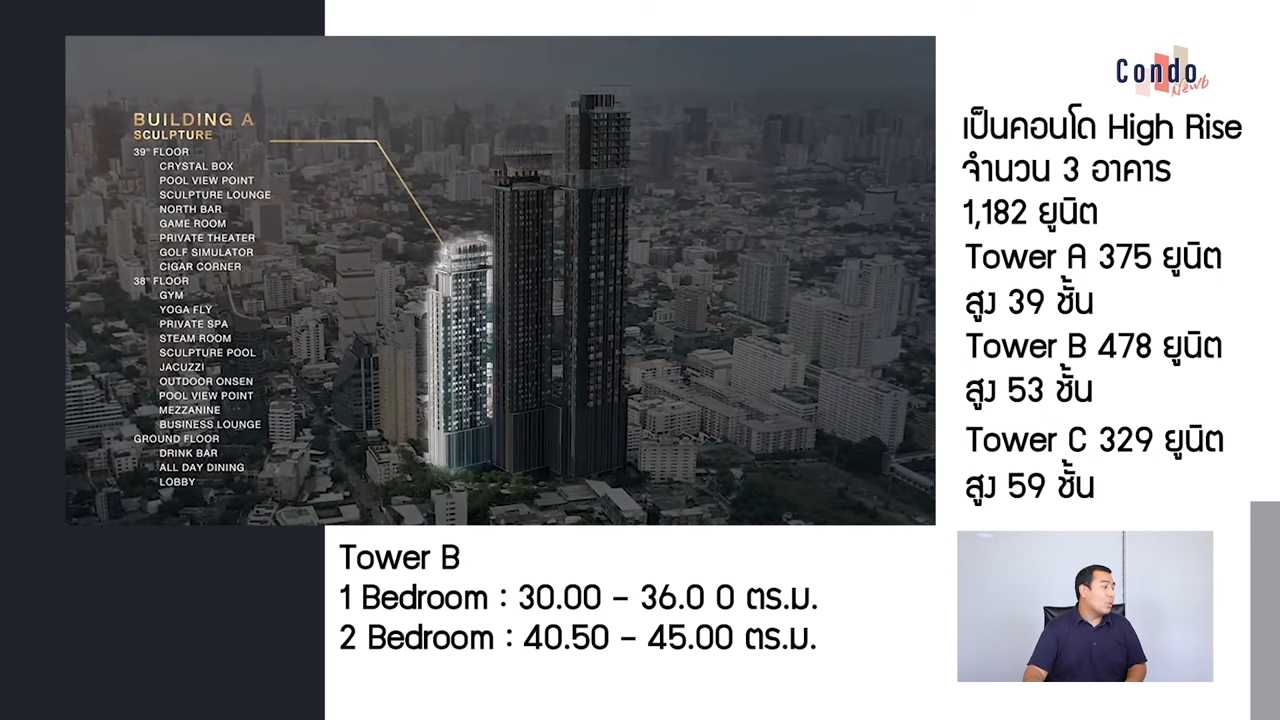 BUILDING A
SCULPTURE
39TH FLOOR
CRYSTAL BOX
POOL VIEW POINT
SCULPTURE LOUNGE
NORTH BAR
GAME ROOM
PRIVATE THEATER
GOLF SIMULATOR
CIGAR CORNER
38TH FLOOR
GYM
YOGA FLY
PRIVATE SPA
STEAM ROOM
SCULPTURE POOL
JACUZZI
OUTDOOR ONSEN
POOL VIEW POINT
MEZZANINE
BUSINESS LOUNGE
GROUND FLOOR
DRINK BAR
ALL DAY DINING
LOBBY
Condo
Newb
เป็นคอนโด High Rise
จำนวน 3 อาคาร
1,182 ยูนิต
Tower A 375 ยูนิต
สูง 39 ชั้น
Tower B 478 ยูนิต
สูง 53 ชั้น
Tower C 329 ยูนิต
สูง 59 ชั้น
Tower B
1 Bedroom : 30.00 - 36.0 0 ตร.ม.
2 Bedroom : 40.50 - 45.00 ตร.ม.